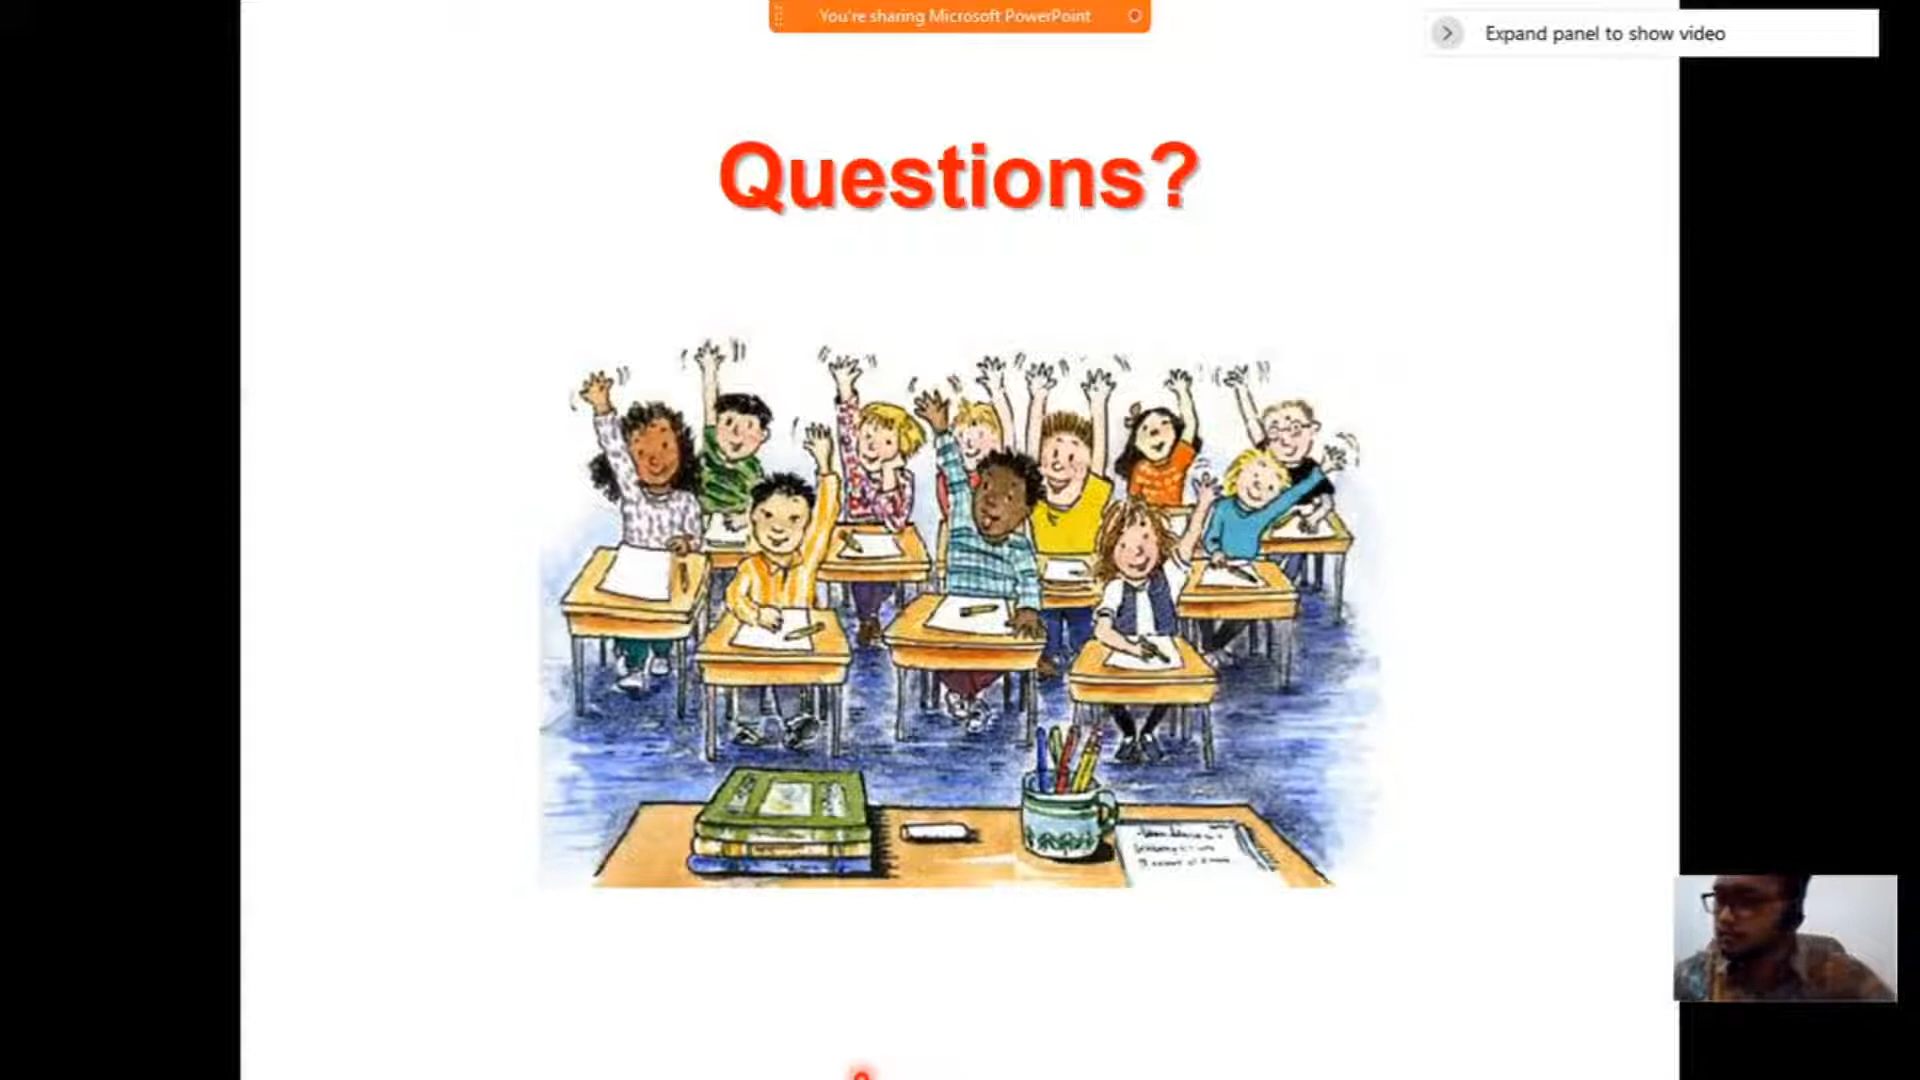 You're sharing Microsoft PowerPoint
Expand panel to show video
Questions?